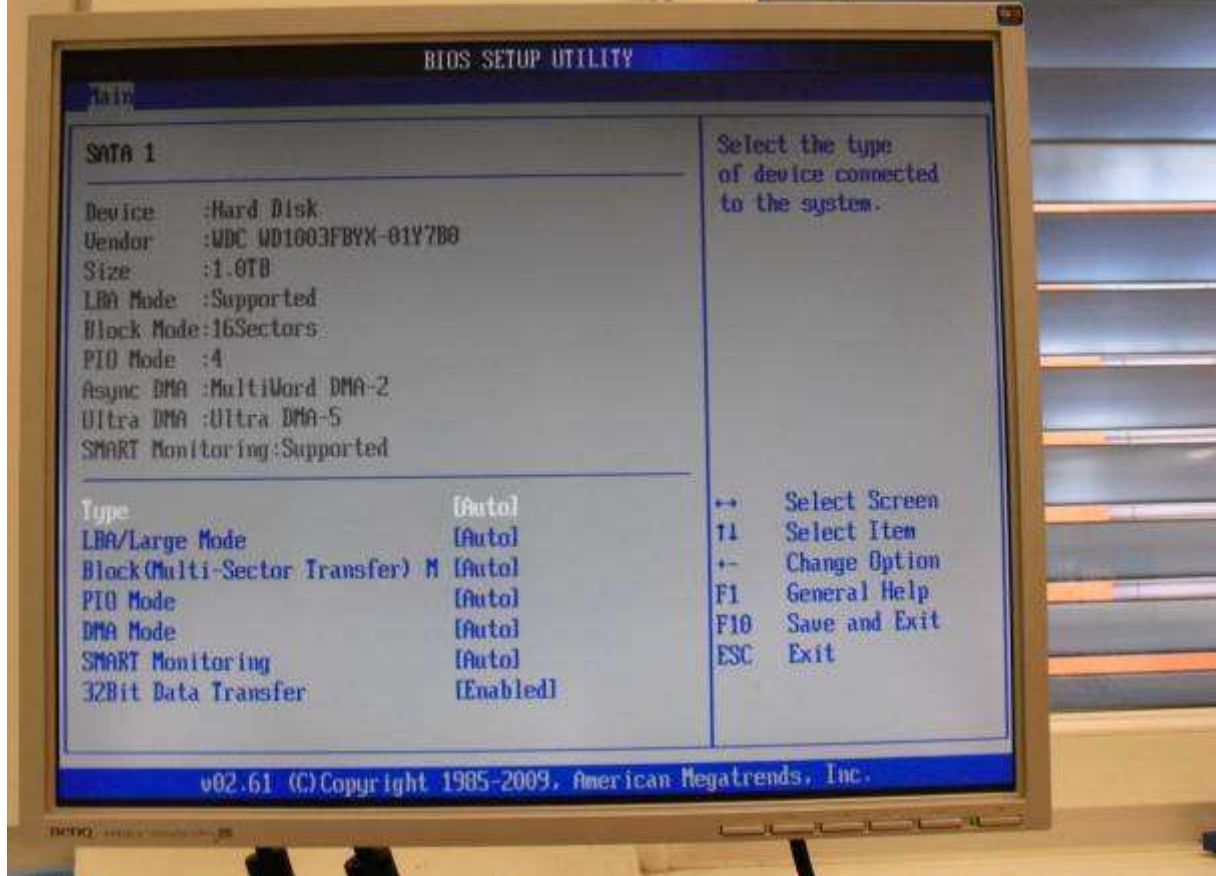 BIOS SETUP UTILITY
Main
SATA 1
Device :Hard Disk
Vendor :WDC WD1003FBYX-01Y7B0
Size :1.0TB
LBA Mode :Supported
Block Mode:16Sectors
PIO Mode :4
Async DMA :MultiWord DMA-2
Ultra DMA :Ultra DMA-5
SMART Monitoring:Supported
Type [Auto]
LBA/Large Mode [Auto]
Block(Multi-Sector Transfer) M [Auto]
PIO Mode [Auto]
DMA Mode [Auto]
SMART Monitoring [Auto]
32Bit Data Transfer [Enabled]
Select the type
of device connected
to the system.
←→ Select Screen
↑↓ Select Item
+- Change Option
F1 General Help
F10 Save and Exit
ESC Exit
v02.61 (C)Copyright 1985-2009, American Megatrends, Inc.
BenQ